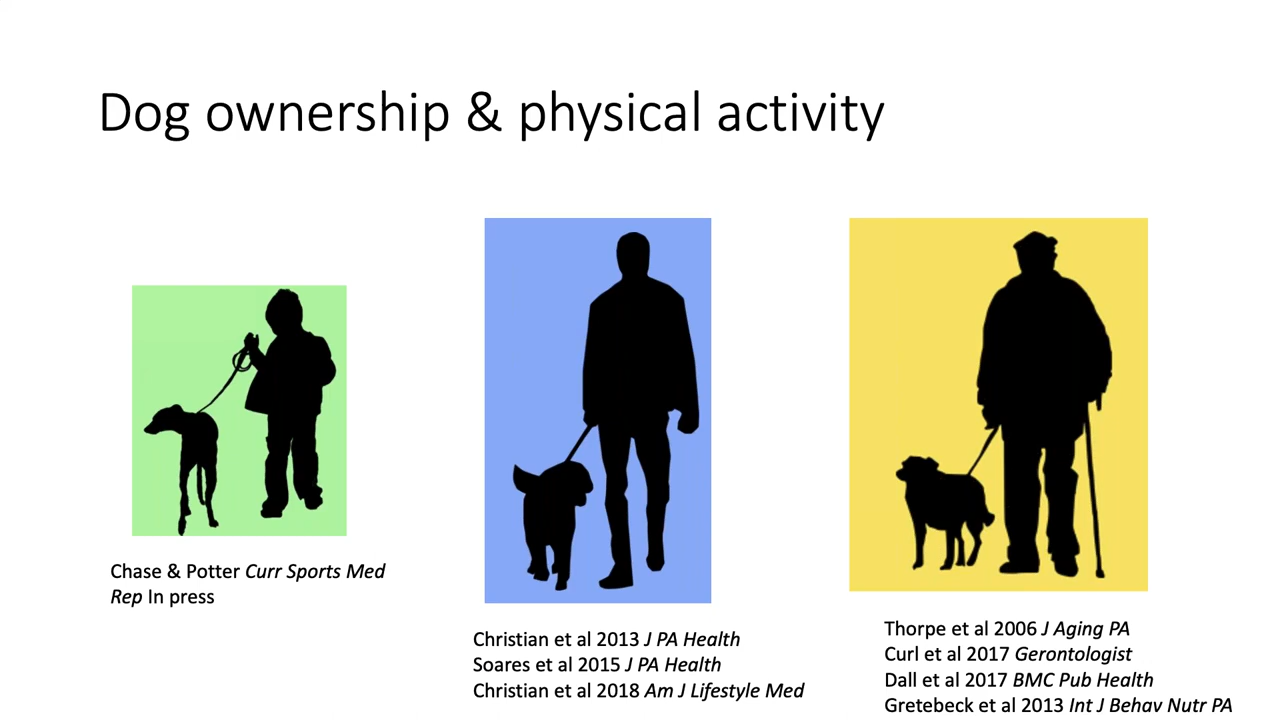 Dog ownership & physical activity
Chase & Potter Curr Sports Med
Rep In press
Christian et al 2013 J PA Health
Soares et al 2015 J PA Health
Christian et al 2018 Am J Lifestyle Med
Thorpe et al 2006 J Aging PA
Curl et al 2017 Gerontologist
Dall et al 2017 BMC Pub Health
Gretebeck et al 2013 Int J Behav Nutr PA